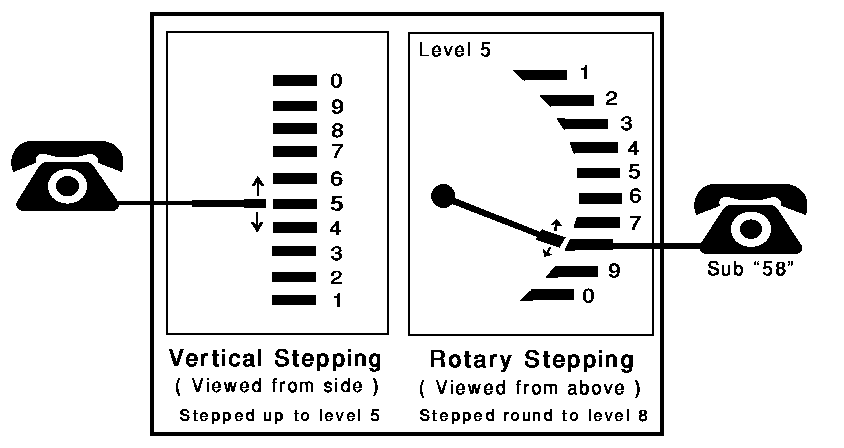 0
9
8
7
6
5
4
3
2
1
Vertical Stepping
( Viewed from side )
Stepped up to level 5
Level 5
1
2
3
4
5
6
7
9
0
Rotary Stepping
( Viewed from above )
Stepped round to level 8
Sub "58"